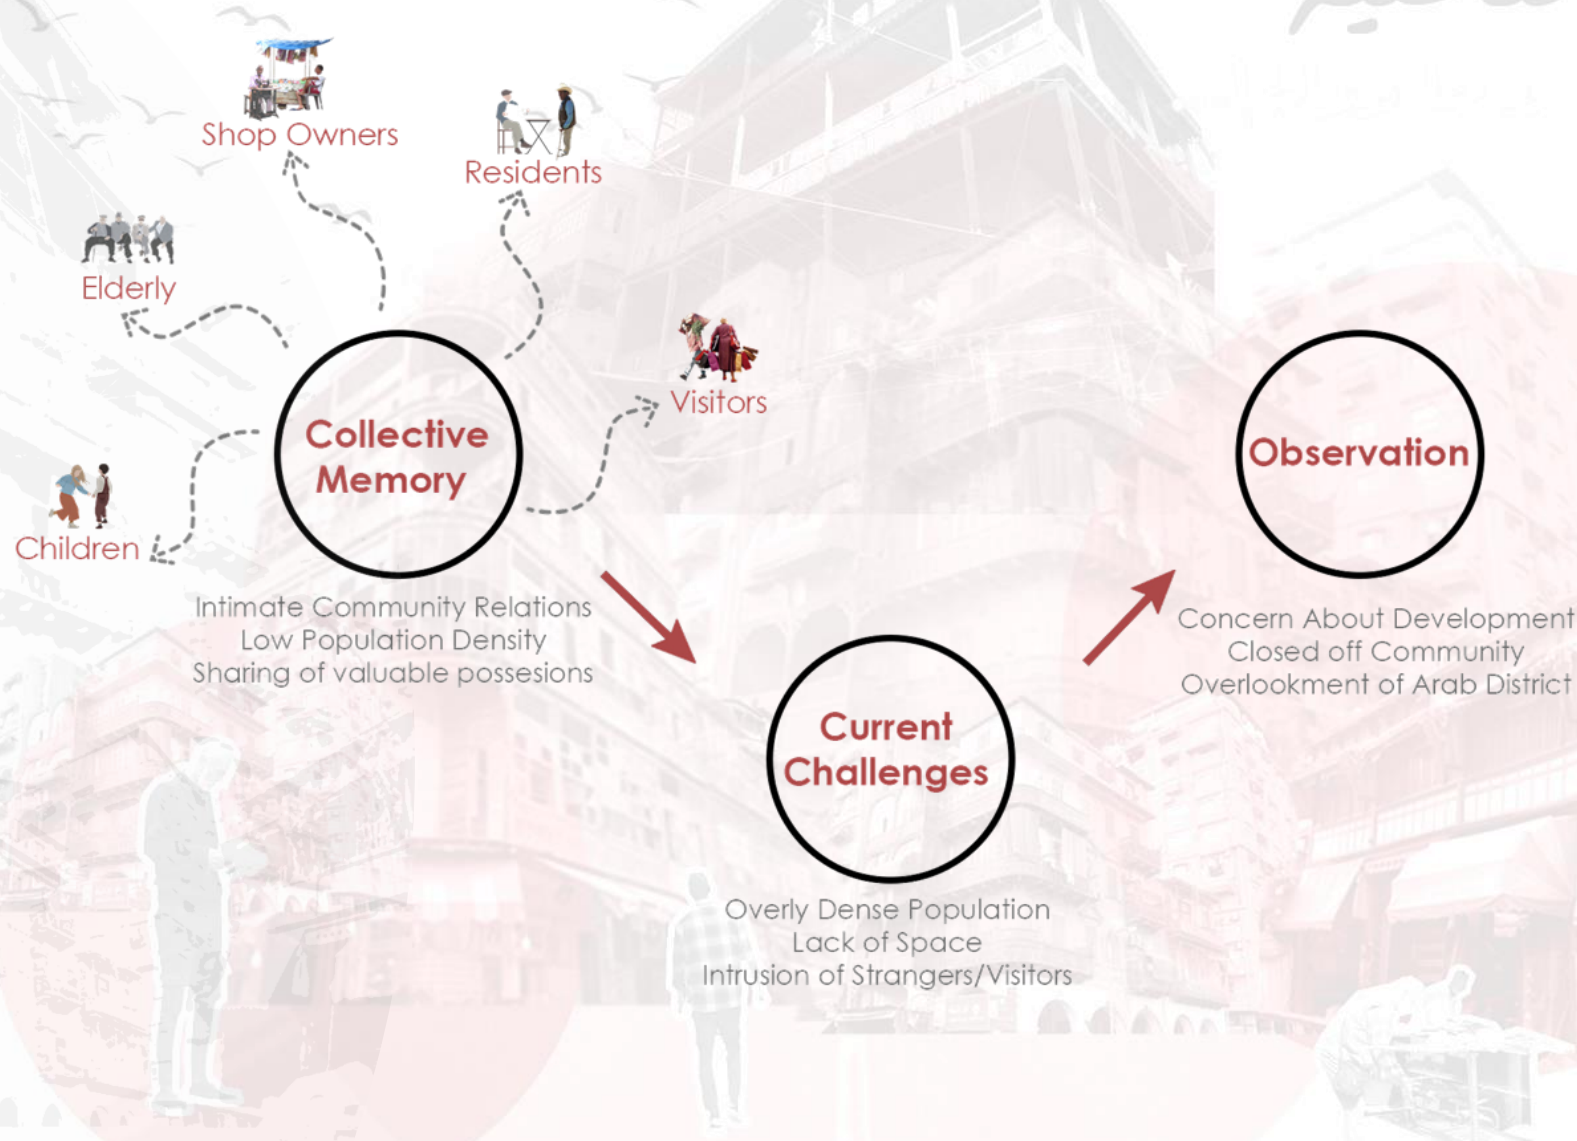 Shop Owners
Residents
Elderly
Visitors
Children
Collective
Memory
Intimate Community Relations
Low Population Density
Sharing of valuable possesions
Current
Challenges
Overly Dense Population
Lack of Space
Intrusion of Strangers/Visitors
Observation
Concern About Development
Closed off Community
Overlookment of Arab District